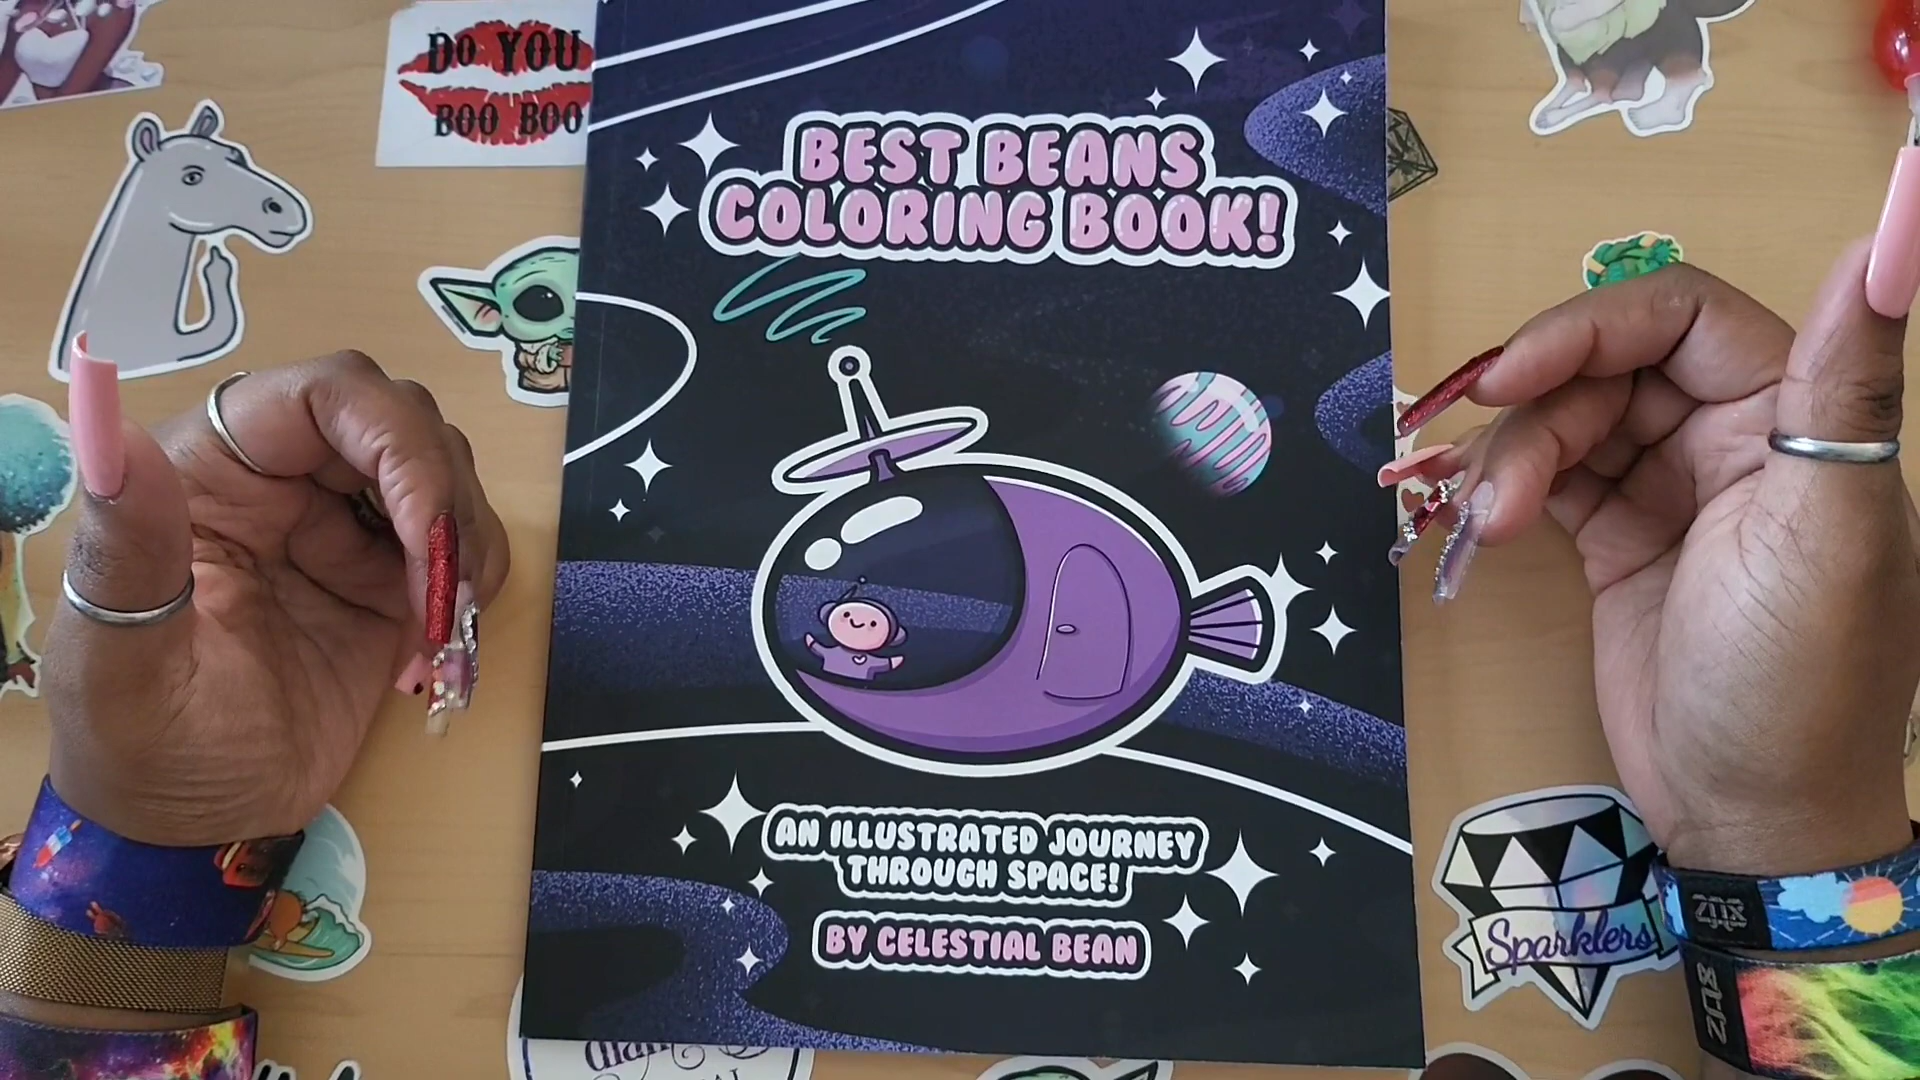 DO YOU
BOO BOO
BEST BEANS
COLORING BOOK!
AN ILLUSTRATED JOURNEY
THROUGH SPACE!
BY CELESTIAL BEAN
Sparklers
ZOX
ZOX